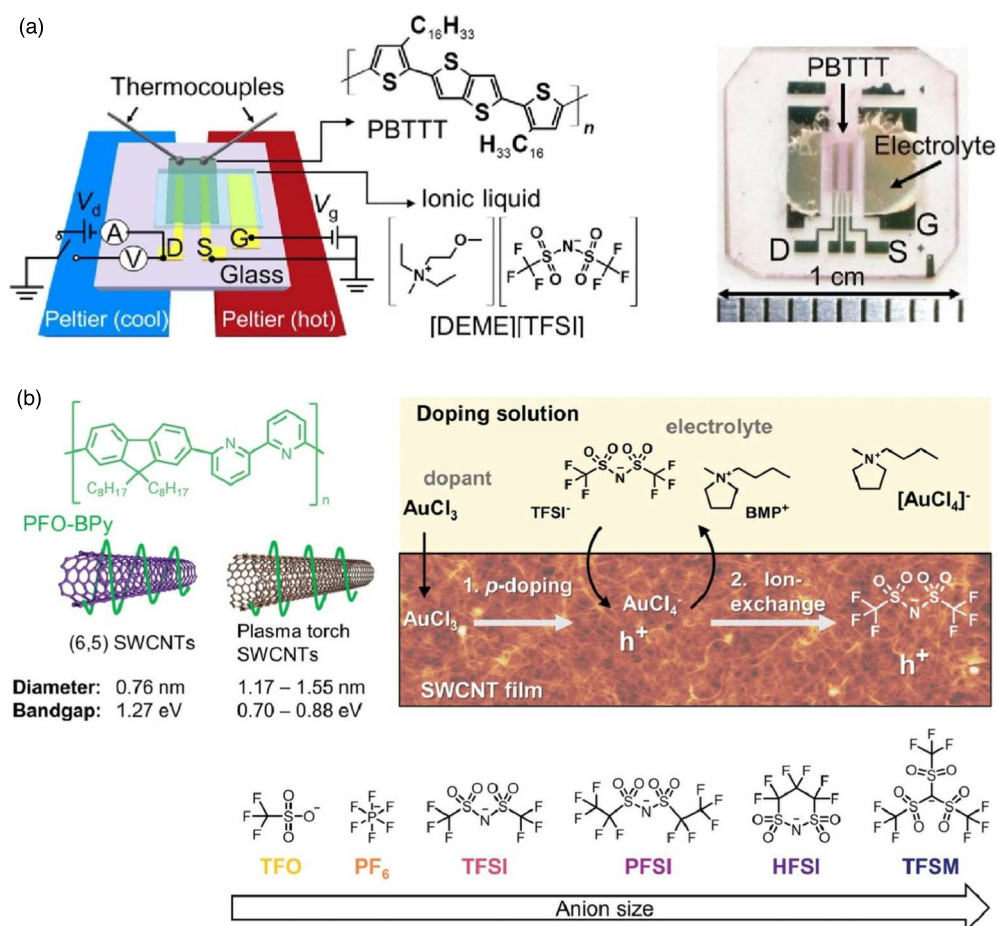 (a)
Thermocouples
C₁₆H₃₃
S
S
S
S
n
PBTTT
H₃₃C₁₆
Ionic liquid
Vd
A
V
D
S
G
Vg
Glass
Peltier (cool)
Peltier (hot)
N+
O
O O O O
S N− S
F F F F F F
[DEME][TFSI]
PBTTT
Electrolyte
D
S
G
1 cm
(b)
N
N
C₈H₁₇ C₈H₁₇
n
PFO-BPy
(6,5) SWCNTs
Plasma torch
SWCNTs
Diameter: 0.76 nm 1.17 – 1.55 nm
Bandgap: 1.27 eV 0.70 – 0.88 eV
Doping solution
electrolyte
dopant
AuCl₃
O O O O
S N− S
F F F F F F
TFSI⁻
N+
BMP⁺
N+
[AuCl₄]⁻
1. p-doping
2. Ion-
exchange
AuCl₃
AuCl₄⁻
h⁺
O O O O
S N− S
F F F F F F
h⁺
SWCNT film
F F F S O O O−
F F P− F F F F
O O O O S N− S F F F F F F
O O O O S N− S F F F F F F F F F F
F F F F F F O S O N− O S O
F F F O S O O S O O S O F F F F F F
TFO
PF₆
TFSI
PFSI
HFSI
TFSM
Anion size